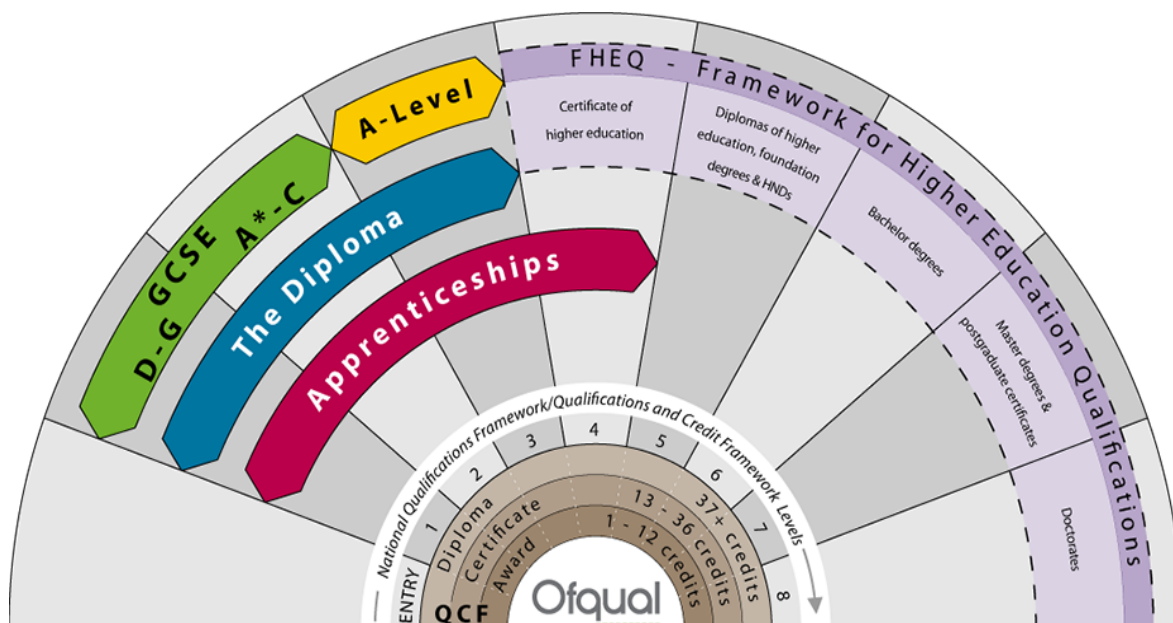 FHEQ - Framework for Higher Education Qualifications
Certificate of
higher education
Diplomas of higher
education, foundation
degrees & HNDs
Bachelor degrees
Master degrees &
postgraduate certificates
Doctorates
A-Level
GCSE
D-G A*-C
The Diploma
Apprenticeships
National Qualifications Framework/Qualifications and Credit Framework Levels
ENTRY 1 2 3 4 5 6 7 8
Diploma 37+ credits
Certificate 13 - 36 credits
Award 1 - 12 credits
QCF
Ofqual